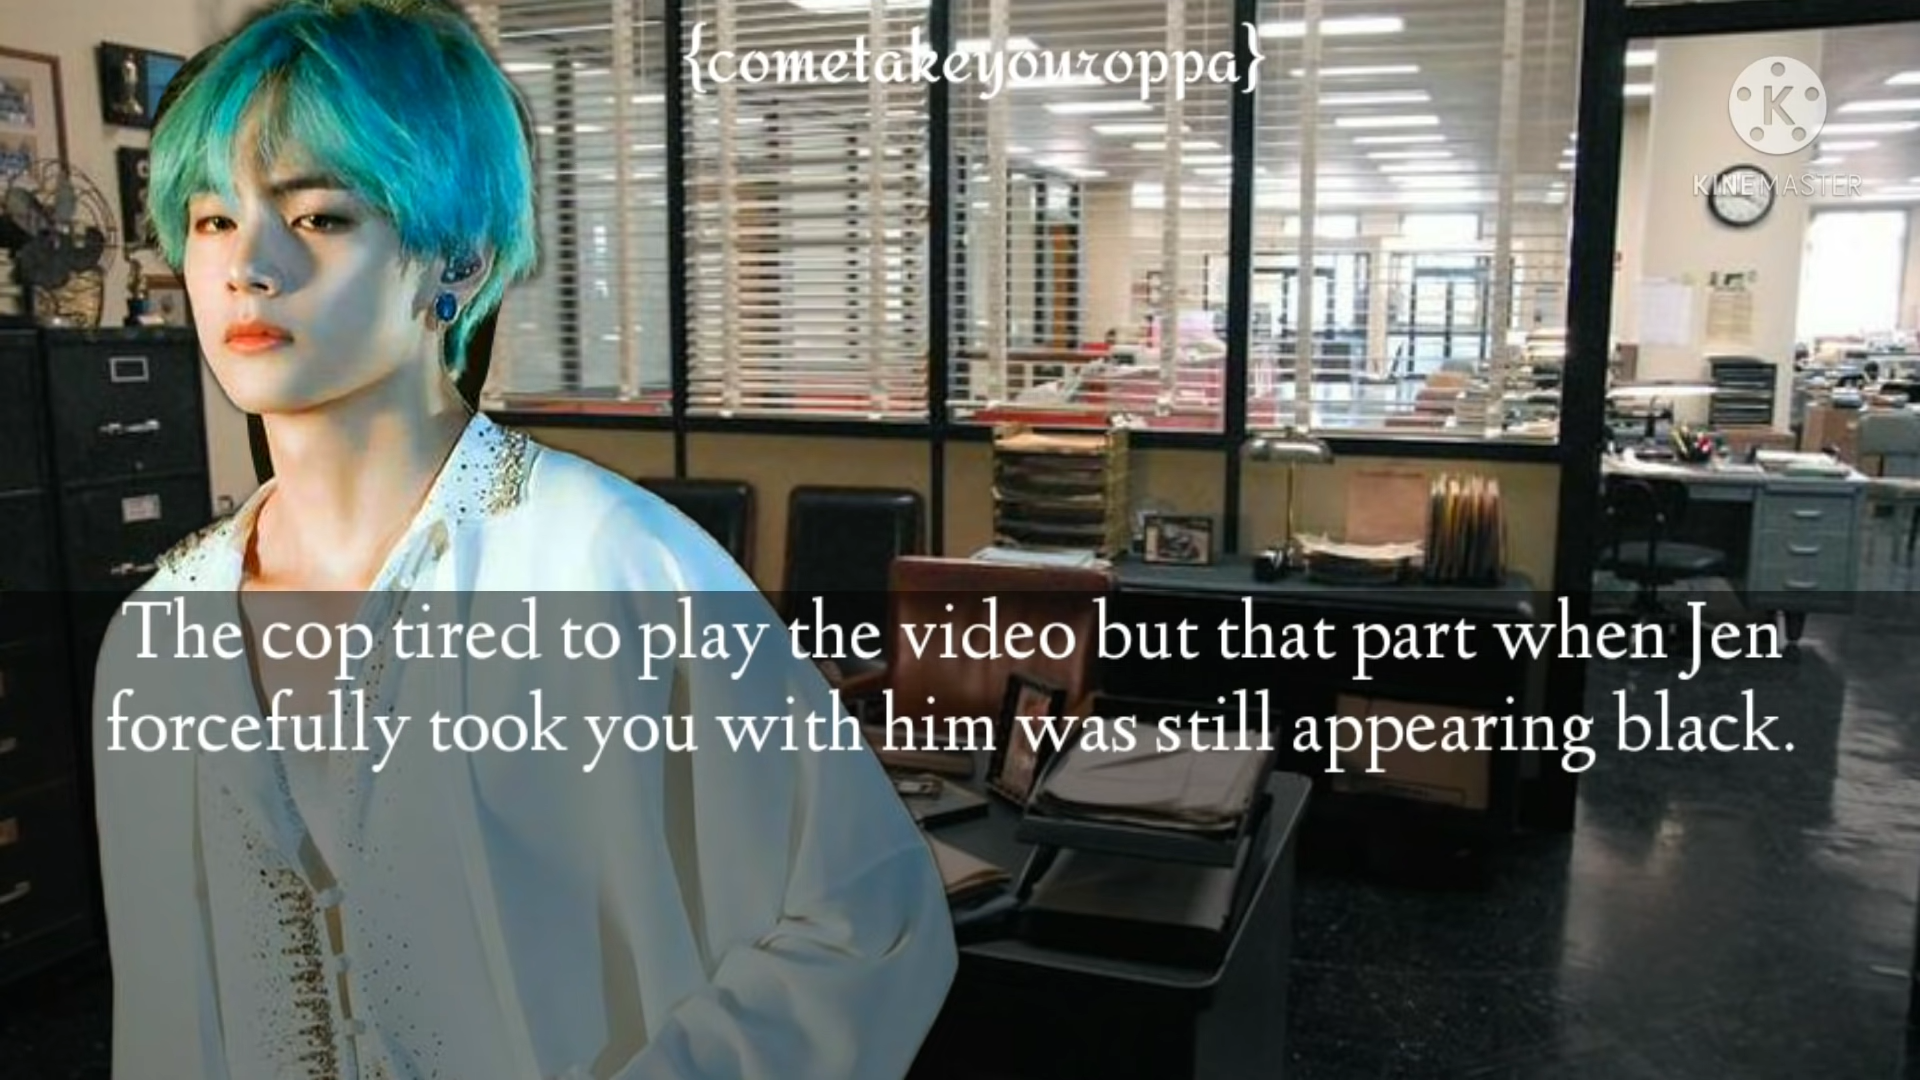 {cometakeyouroppa}
K
KINEMASTER
The cop tired to play the video but that part when Jen
forcefully took you with him was still appearing black.